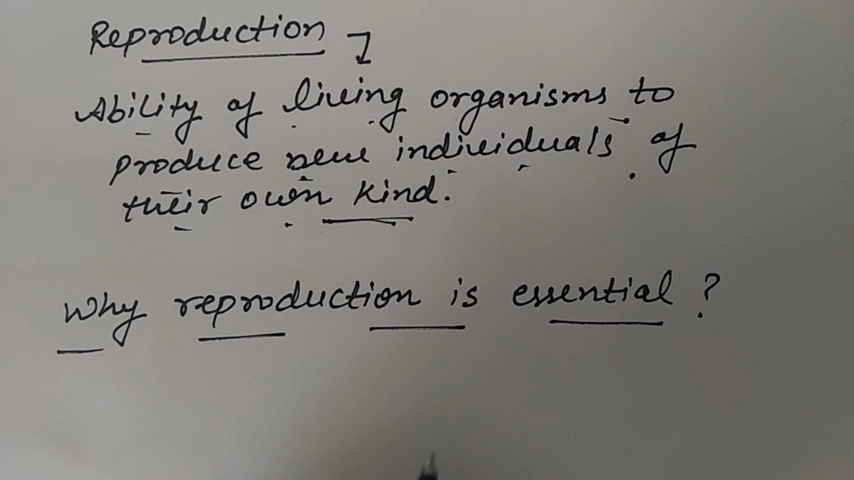 Reproduction
Ability of living organisms to
produce new individuals of
their own kind.
Why reproduction is essential ?